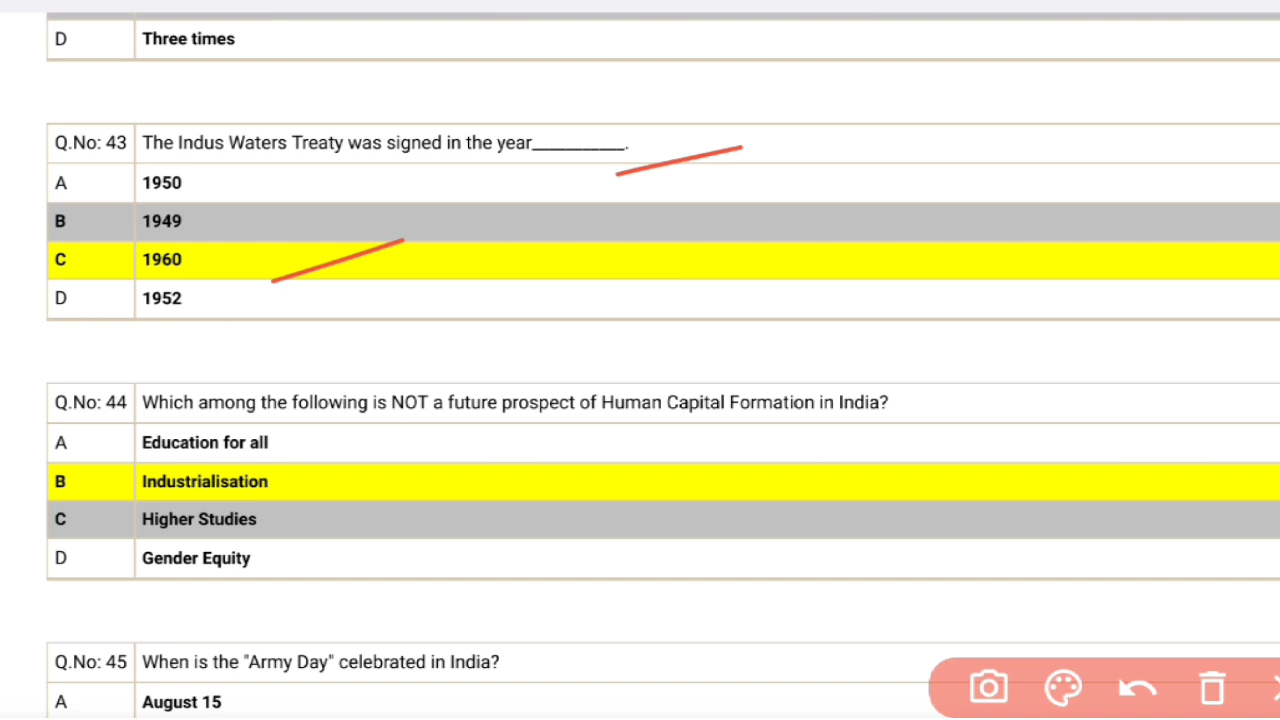 D Three times
Q.No: 43 The Indus Waters Treaty was signed in the year___________.
A 1950
B 1949
C 1960
D 1952
Q.No: 44 Which among the following is NOT a future prospect of Human Capital Formation in India?
A Education for all
B Industrialisation
C Higher Studies
D Gender Equity
Q.No: 45 When is the "Army Day" celebrated in India?
A August 15